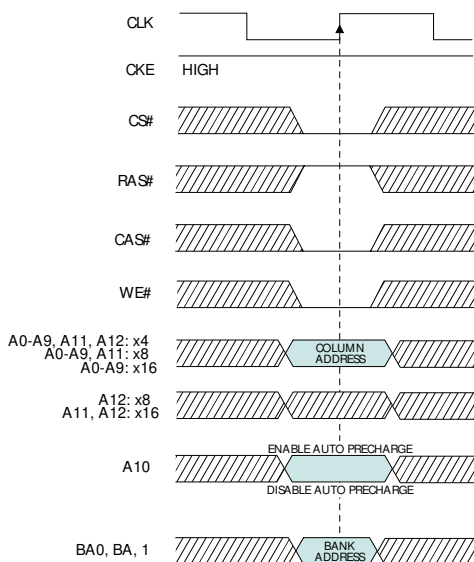 CLK
CKE HIGH
CS#
RAS#
CAS#
WE#
A0-A9, A11, A12: x4
A0-A9, A11: x8
A0-A9: x16
COLUMN
ADDRESS
A12: x8
A11, A12: x16
ENABLE AUTO PRECHARGE
A10
DISABLE AUTO PRECHARGE
BA0, BA, 1
BANK
ADDRESS